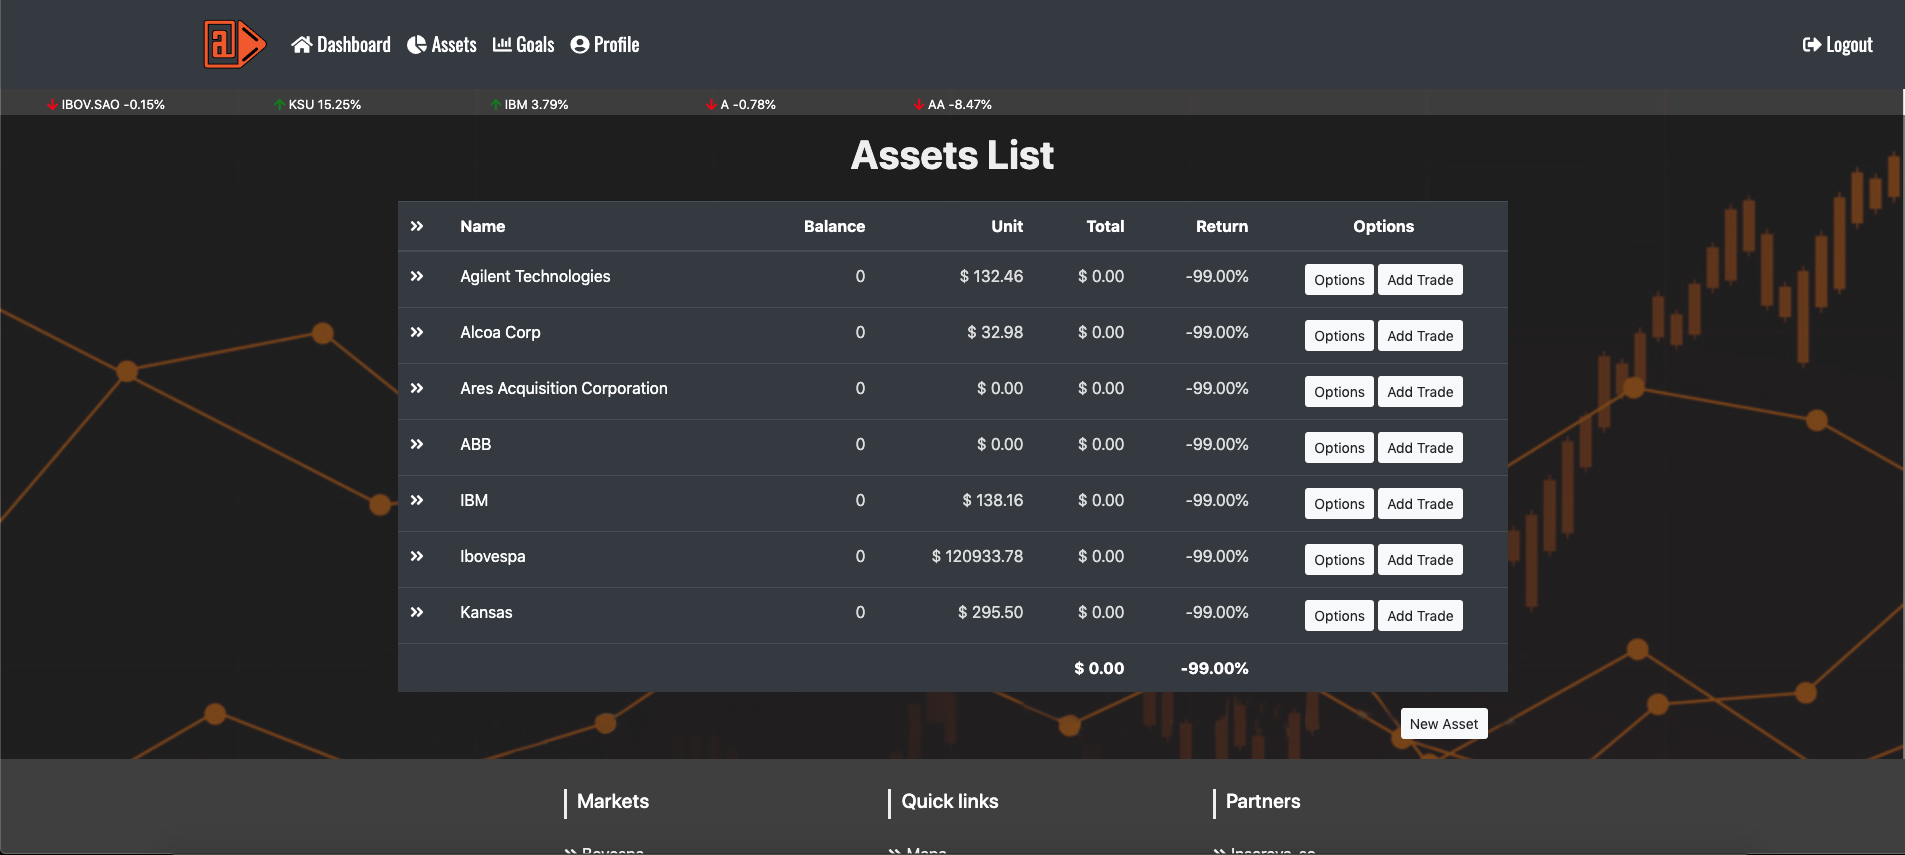 Dashboard Assets Goals Profile Logout
IBOV.SAO -0.15% KSU 15.25% IBM 3.79% A -0.78% AA -8.47%
Assets List
Name Balance Unit Total Return Options
Agilent Technologies 0 $ 132.46 $ 0.00 -99.00% Options Add Trade
Alcoa Corp 0 $ 32.98 $ 0.00 -99.00% Options Add Trade
Ares Acquisition Corporation 0 $ 0.00 $ 0.00 -99.00% Options Add Trade
ABB 0 $ 0.00 $ 0.00 -99.00% Options Add Trade
IBM 0 $ 138.16 $ 0.00 -99.00% Options Add Trade
Ibovespa 0 $ 120933.78 $ 0.00 -99.00% Options Add Trade
Kansas 0 $ 295.50 $ 0.00 -99.00% Options Add Trade
$ 0.00 -99.00%
New Asset
Markets Quick links Partners